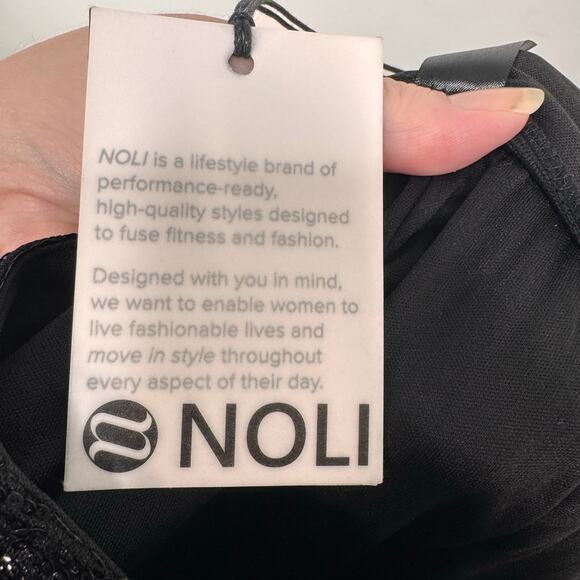 NOLI is a lifestyle brand of
performance-ready,
high-quality styles designed
to fuse fitness and fashion.
Designed with you in mind,
we want to enable women to
live fashionable lives and
move in style throughout
every aspect of their day.
NOLI